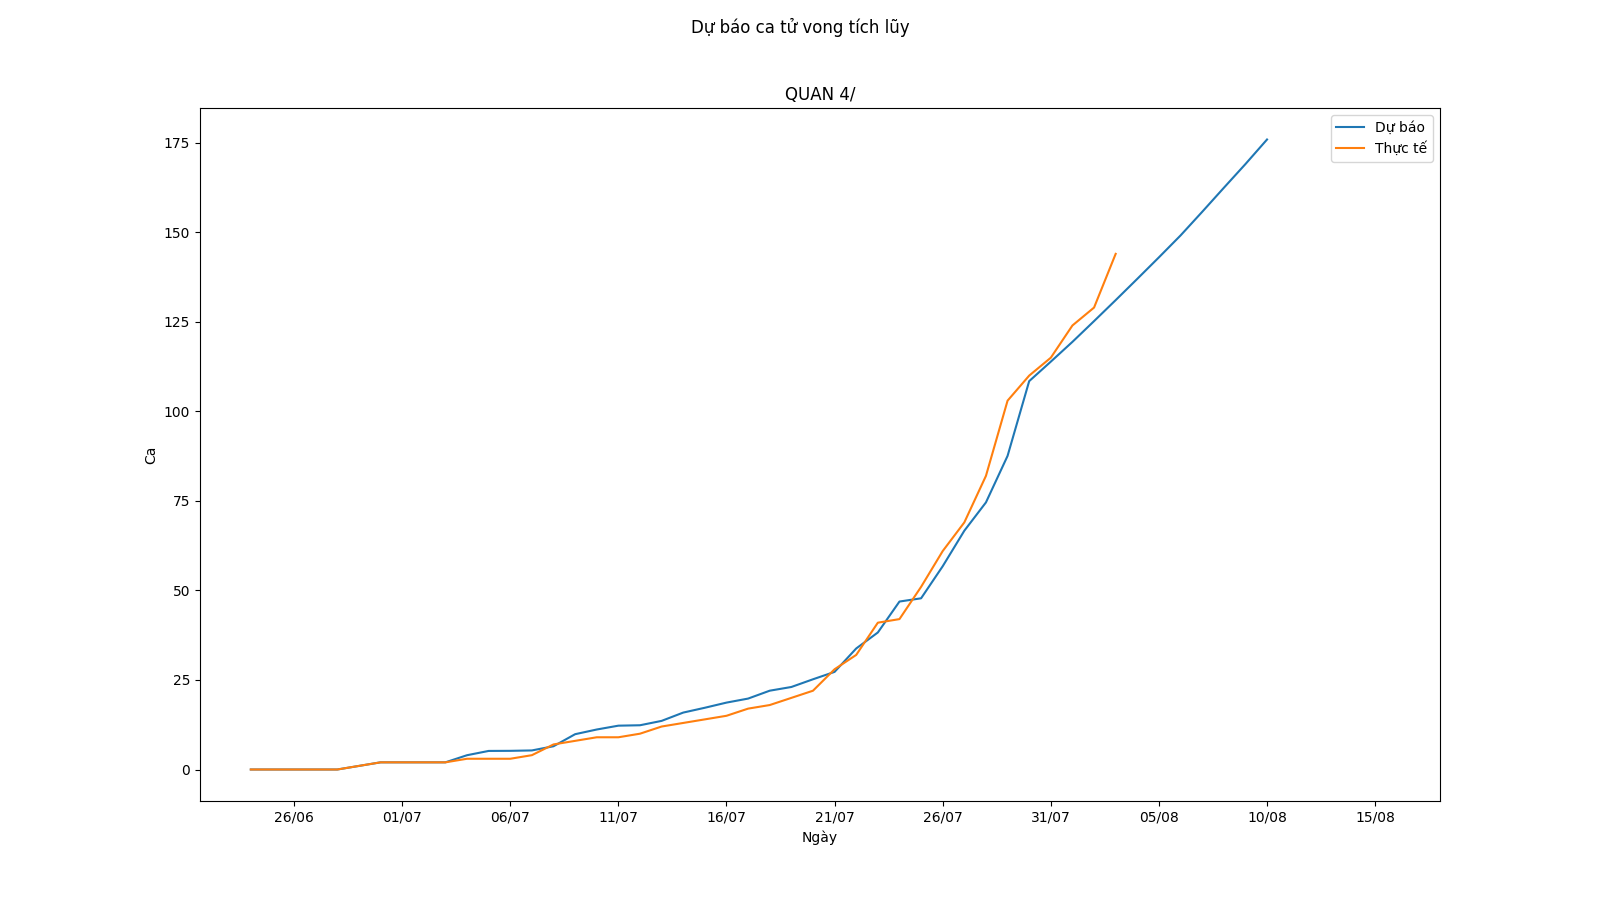 Dự báo ca tử vong tích lũy
QUAN 4/
Dự báo
Thực tế
175
150
125
100
75
50
25
0
Ca
26/06 01/07 06/07 11/07 16/07 21/07 26/07 31/07 05/08 10/08 15/08
Ngày